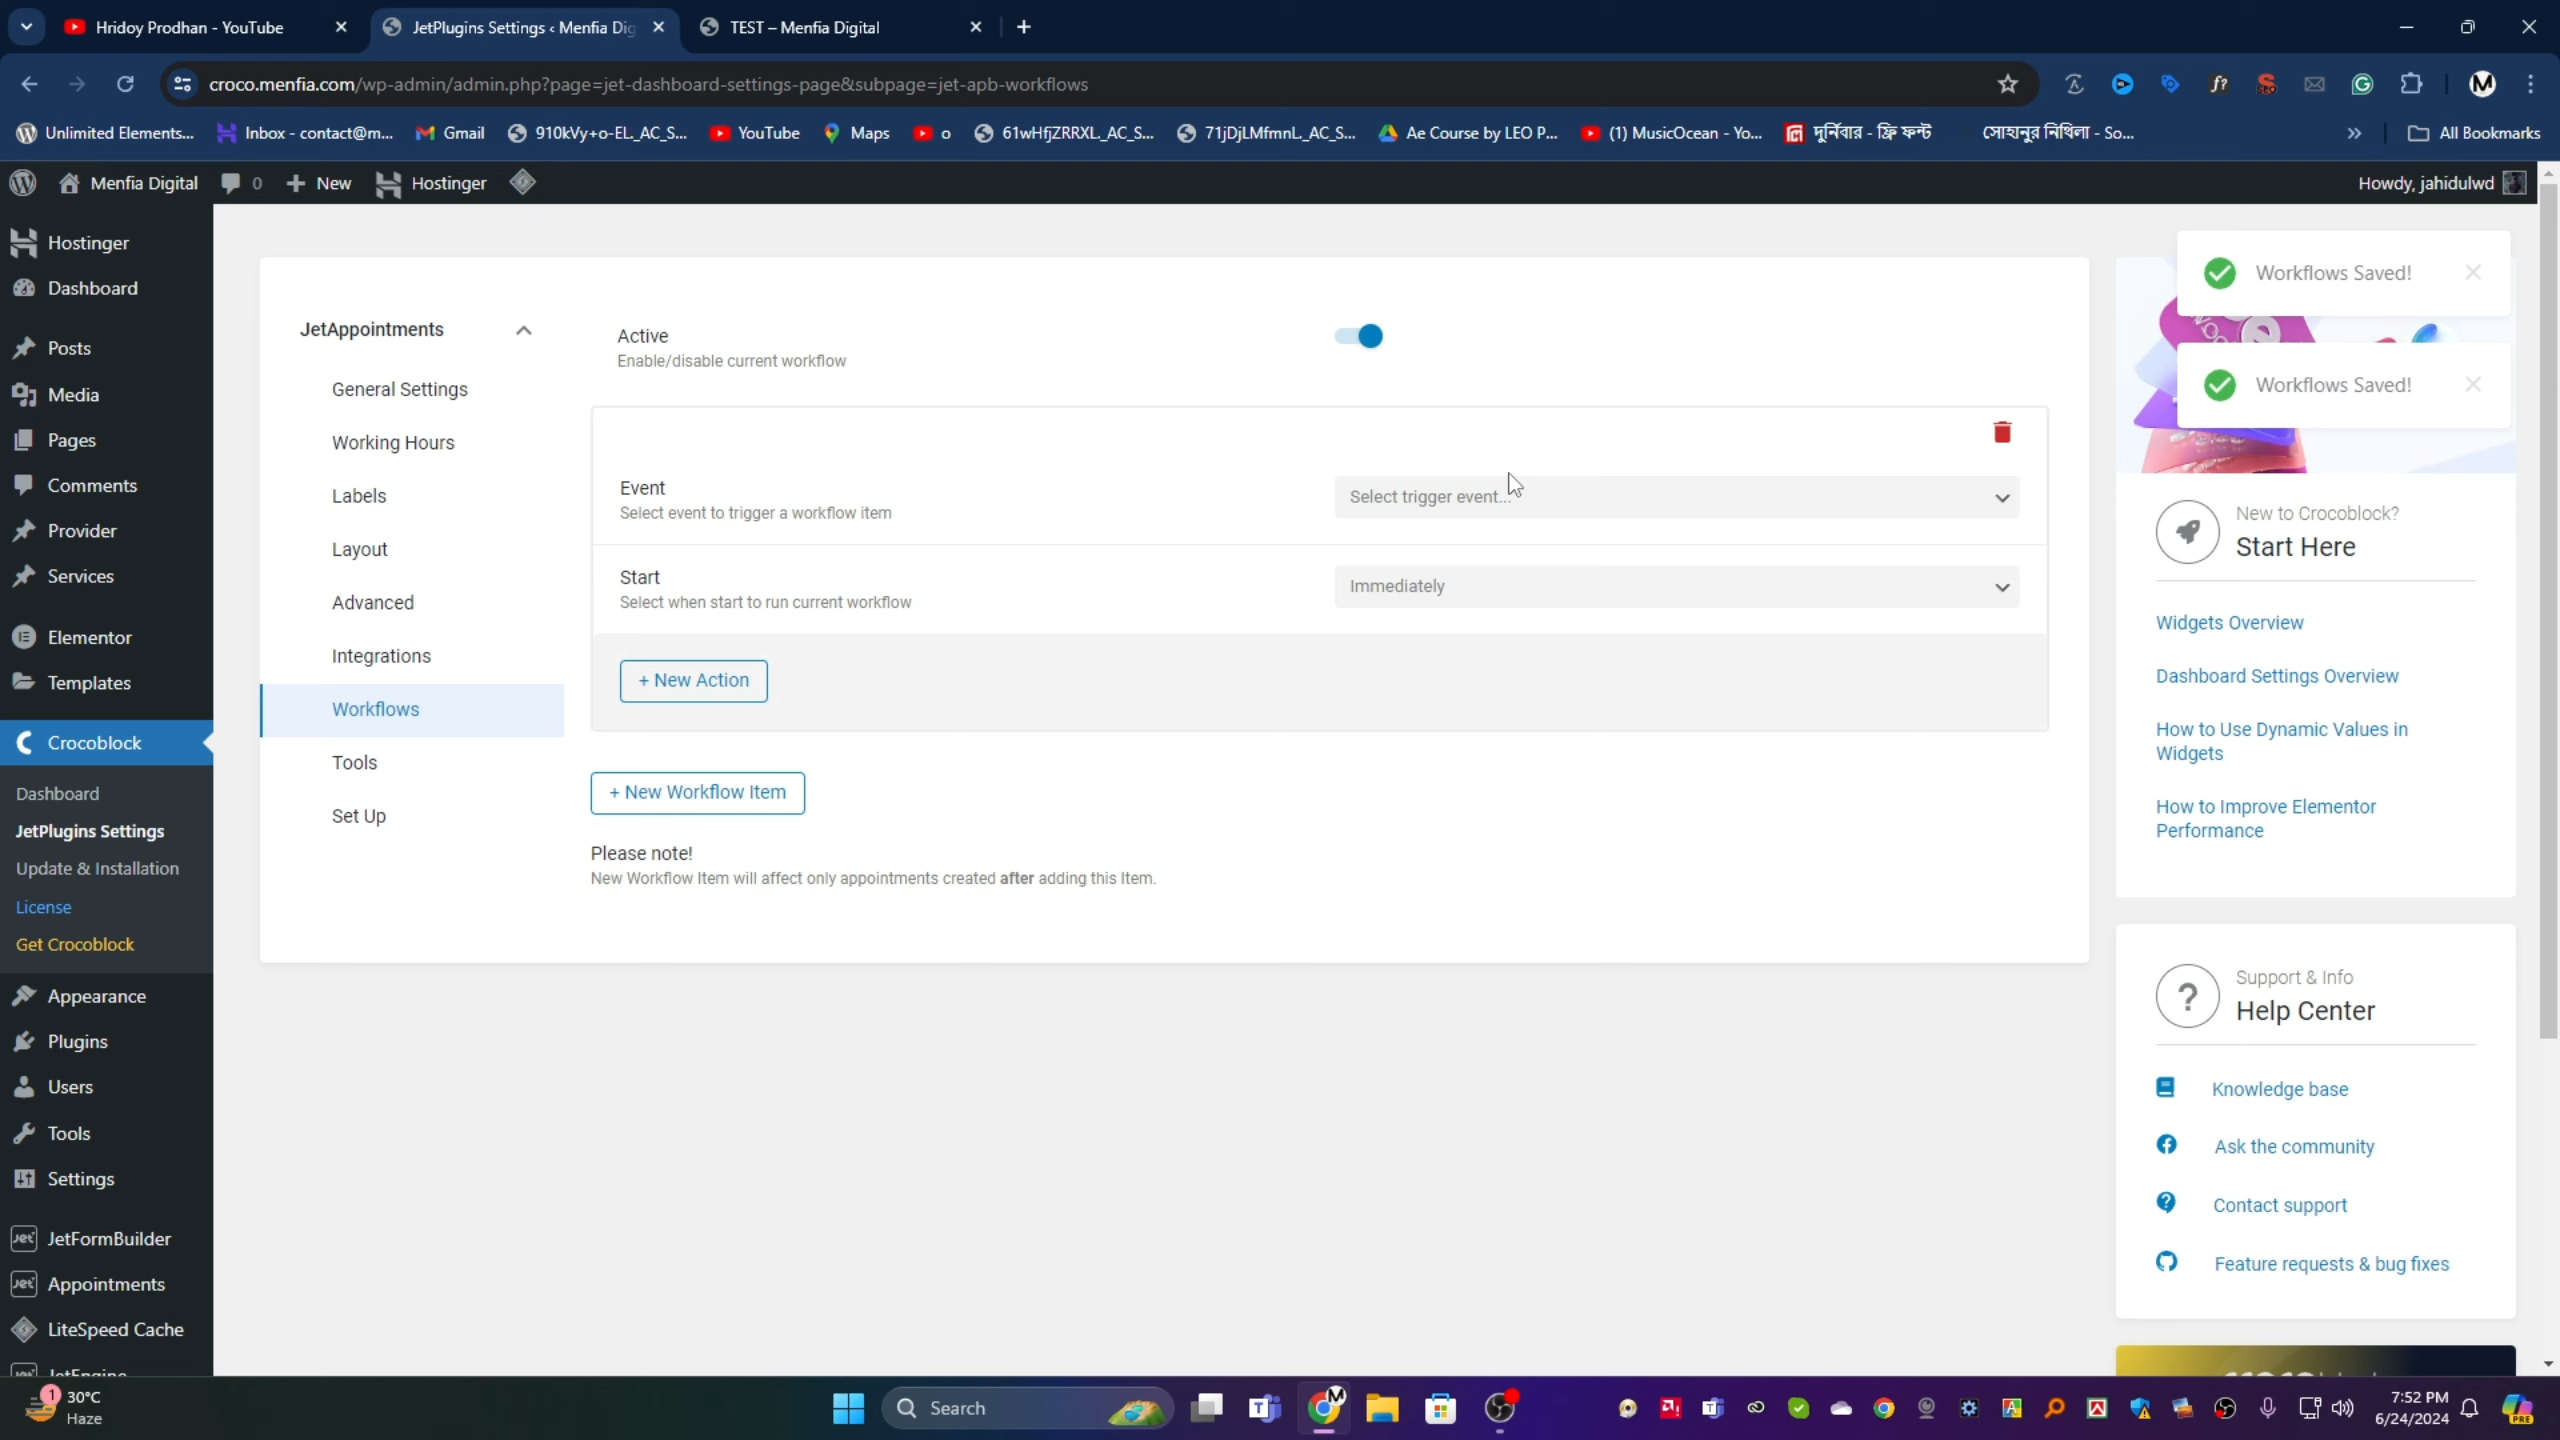 Hridoy Prodhan - YouTube
JetPlugins Settings ‹ Menfia Dig
TEST – Menfia Digital
croco.menfia.com/wp-admin/admin.php?page=jet-dashboard-settings-page&subpage=jet-apb-workflows
Unlimited Elements...
Inbox - contact@m...
Gmail
910kVy+o-EL._AC_S...
YouTube
Maps
o
61wHfjZRRXL._AC_S...
71jDjLMfmnL._AC_S...
Ae Course by LEO P...
(1) MusicOcean - Yo...
দুর্নিবার - ফ্রি ফন্ট
সোহানুর নিথিলা - So...
All Bookmarks
Menfia Digital
0
New
Hostinger
Howdy, jahidulwd
Hostinger
Dashboard
Posts
Media
Pages
Comments
Provider
Services
Elementor
Templates
Crocoblock
Dashboard
JetPlugins Settings
Update & Installation
License
Get Crocoblock
Appearance
Plugins
Users
Tools
Settings
JetFormBuilder
Appointments
LiteSpeed Cache
JetEngine
JetAppointments
General Settings
Working Hours
Labels
Layout
Advanced
Integrations
Workflows
Tools
Set Up
Active
Enable/disable current workflow
Event
Select event to trigger a workflow item
Select trigger event...
Start
Select when start to run current workflow
Immediately
+ New Action
+ New Workflow Item
Please note!
New Workflow Item will affect only appointments created after adding this Item.
Workflows Saved!
Workflows Saved!
New to Crocoblock?
Start Here
Widgets Overview
Dashboard Settings Overview
How to Use Dynamic Values in
Widgets
How to Improve Elementor
Performance
Support & Info
Help Center
Knowledge base
Ask the community
Contact support
Feature requests & bug fixes
1
30°C
Haze
Search
7:52 PM
6/24/2024